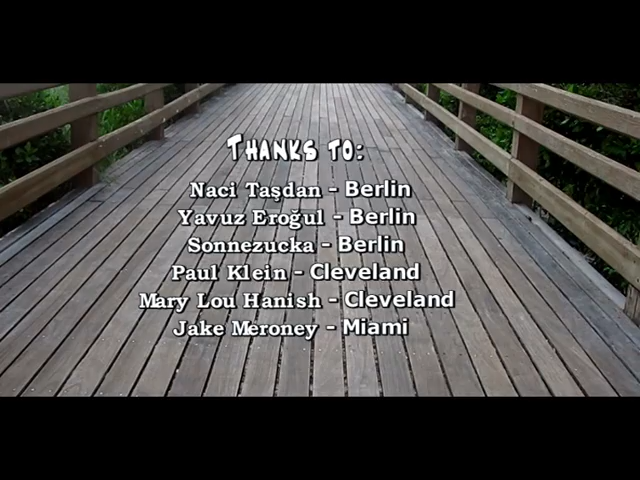 Thanks to:
Naci Taşdan - Berlin
Yavuz Eroğul - Berlin
Sonnezucka - Berlin
Paul Klein - Cleveland
Mary Lou Hanish - Cleveland
Jake Meroney - Miami